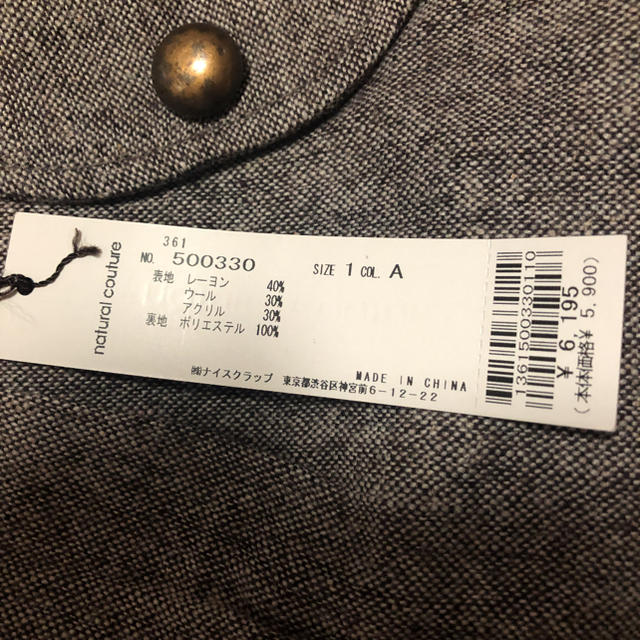 natural couture
361
NO. 500330 SIZE 1 COL. A
表地 レーヨン 40%
ウール 30%
アクリル 30%
裏地 ポリエステル 100%
MADE IN CHINA
㈱ナイスクラップ 東京都渋谷区神宮前6-12-22
1361500330110
¥ 6,195
(本体価格¥ 5,900)